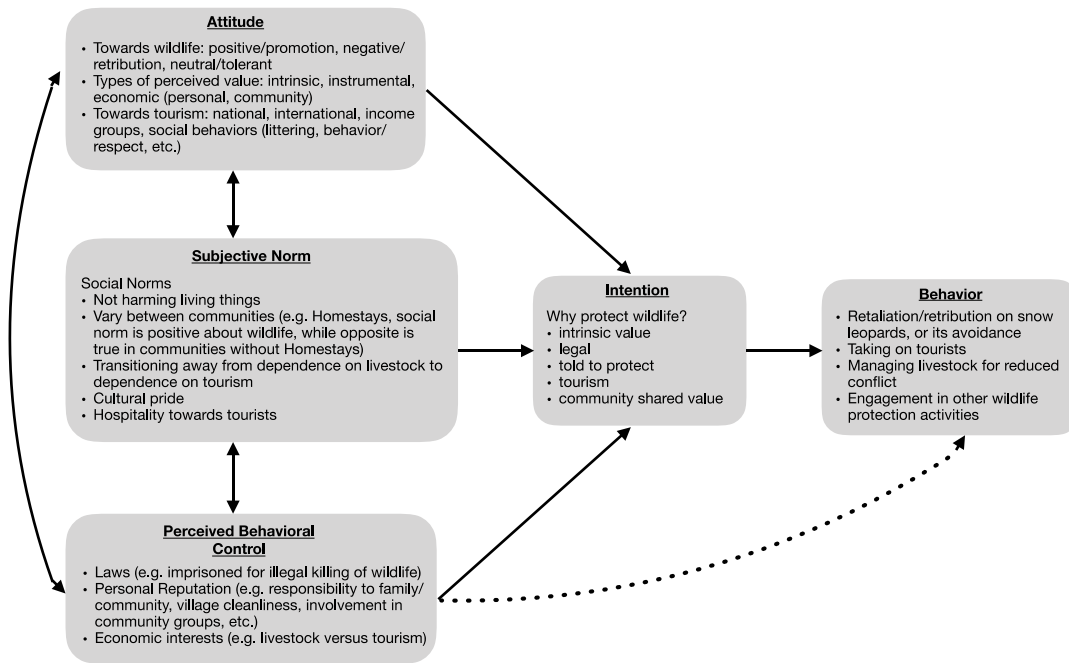 Attitude
• Towards wildlife: positive/promotion, negative/
retribution, neutral/tolerant
• Types of perceived value: intrinsic, instrumental,
economic (personal, community)
• Towards tourism: national, international, income
groups, social behaviors (littering, behavior/
respect, etc.)
Subjective Norm
Social Norms
• Not harming living things
• Vary between communities (e.g. Homestays, social
norm is positive about wildlife, while opposite is
true in communities without Homestays)
• Transitioning away from dependence on livestock to
dependence on tourism
• Cultural pride
• Hospitality towards tourists
Perceived Behavioral
Control
• Laws (e.g. imprisoned for illegal killing of wildlife)
• Personal Reputation (e.g. responsibility to family/
community, village cleanliness, involvement in
community groups, etc.)
• Economic interests (e.g. livestock versus tourism)
Intention
Why protect wildlife?
• intrinsic value
• legal
• told to protect
• tourism
• community shared value
Behavior
• Retaliation/retribution on snow
leopards, or its avoidance
• Taking on tourists
• Managing livestock for reduced
conflict
• Engagement in other wildlife
protection activities